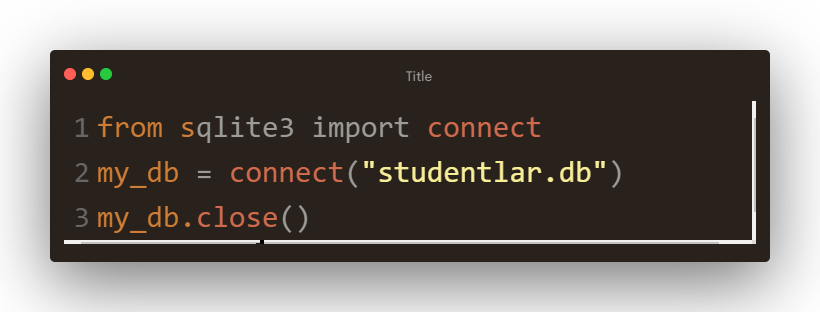 Title
1 from sqlite3 import connect
2 my_db = connect("studentlar.db")
3 my_db.close()